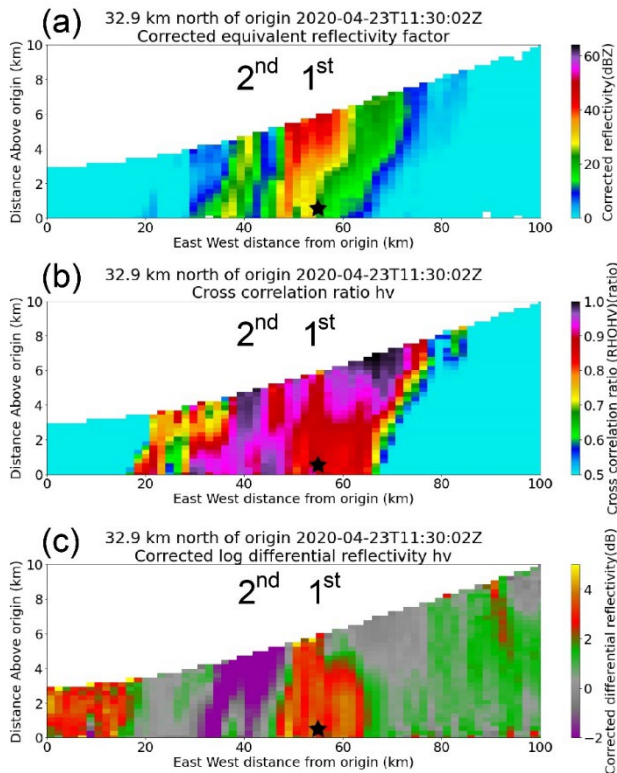 (a)
32.9 km north of origin 2020-04-23T11:30:02Z
Corrected equivalent reflectivity factor
2nd 1st
Distance Above origin (km)
10
8
6
4
2
0
0 20 40 60 80 100
East West distance from origin (km)
60
40
20
0
Corrected reflectivity(dBZ)
(b)
32.9 km north of origin 2020-04-23T11:30:02Z
Cross correlation ratio hv
2nd 1st
Distance Above origin (km)
10
8
6
4
2
0
0 20 40 60 80 100
East West distance from origin (km)
1.0
0.9
0.8
0.7
0.6
0.5
Cross correlation ratio (RHOHV)(ratio)
(c)
32.9 km north of origin 2020-04-23T11:30:02Z
Corrected log differential reflectivity hv
2nd 1st
Distance Above origin (km)
10
8
6
4
2
0
0 20 40 60 80 100
East West distance from origin (km)
4
2
0
−2
Corrected differential reflectivity(dB)